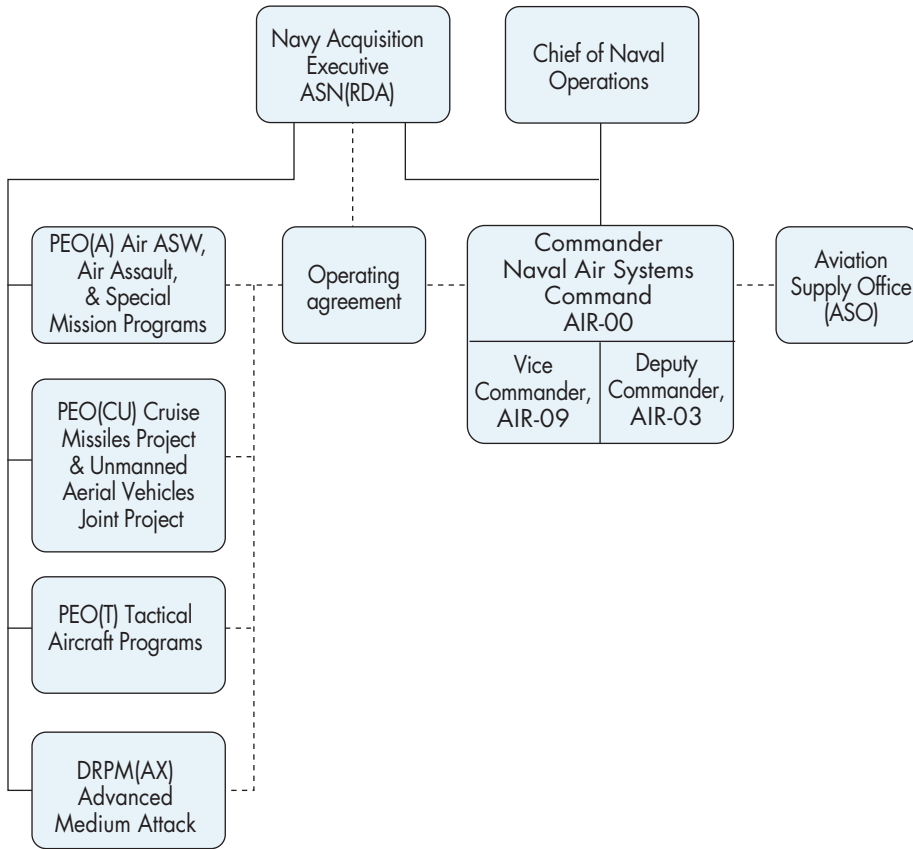 Navy Acquisition
Executive
ASN(RDA)
Chief of Naval
Operations
PEO(A) Air ASW,
Air Assault,
& Special
Mission Programs
Operating
agreement
Commander
Naval Air Systems
Command
AIR-00
Vice
Commander,
AIR-09
Deputy
Commander,
AIR-03
Aviation
Supply Office
(ASO)
PEO(CU) Cruise
Missiles Project
& Unmanned
Aerial Vehicles
Joint Project
PEO(T) Tactical
Aircraft Programs
DRPM(AX)
Advanced
Medium Attack